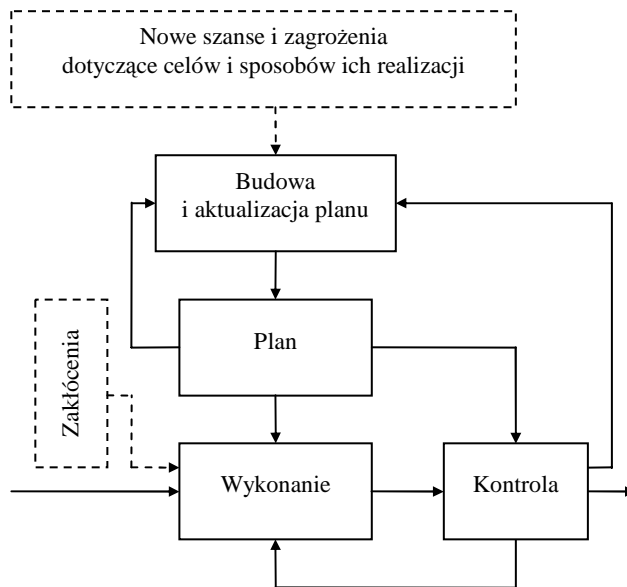 Nowe szanse i zagrożenia
dotyczące celów i sposobów ich realizacji
Budowa
i aktualizacja planu
Plan
Zakłócenia
Wykonanie
Kontrola